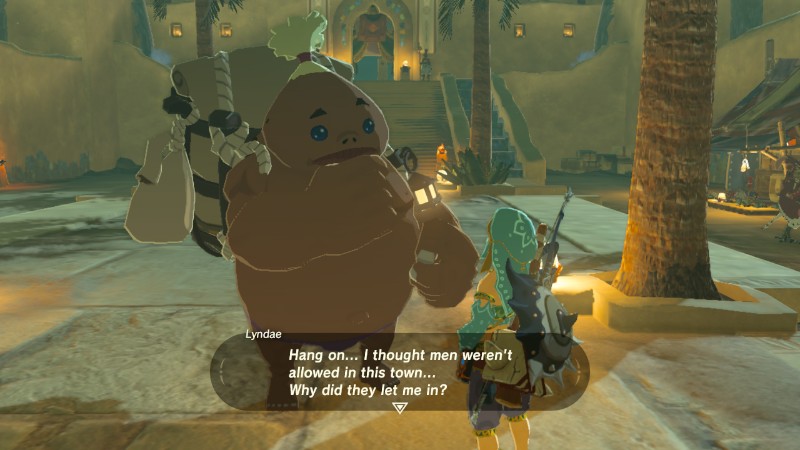 Lyndae
Hang on... I thought men weren't
allowed in this town...
Why did they let me in?